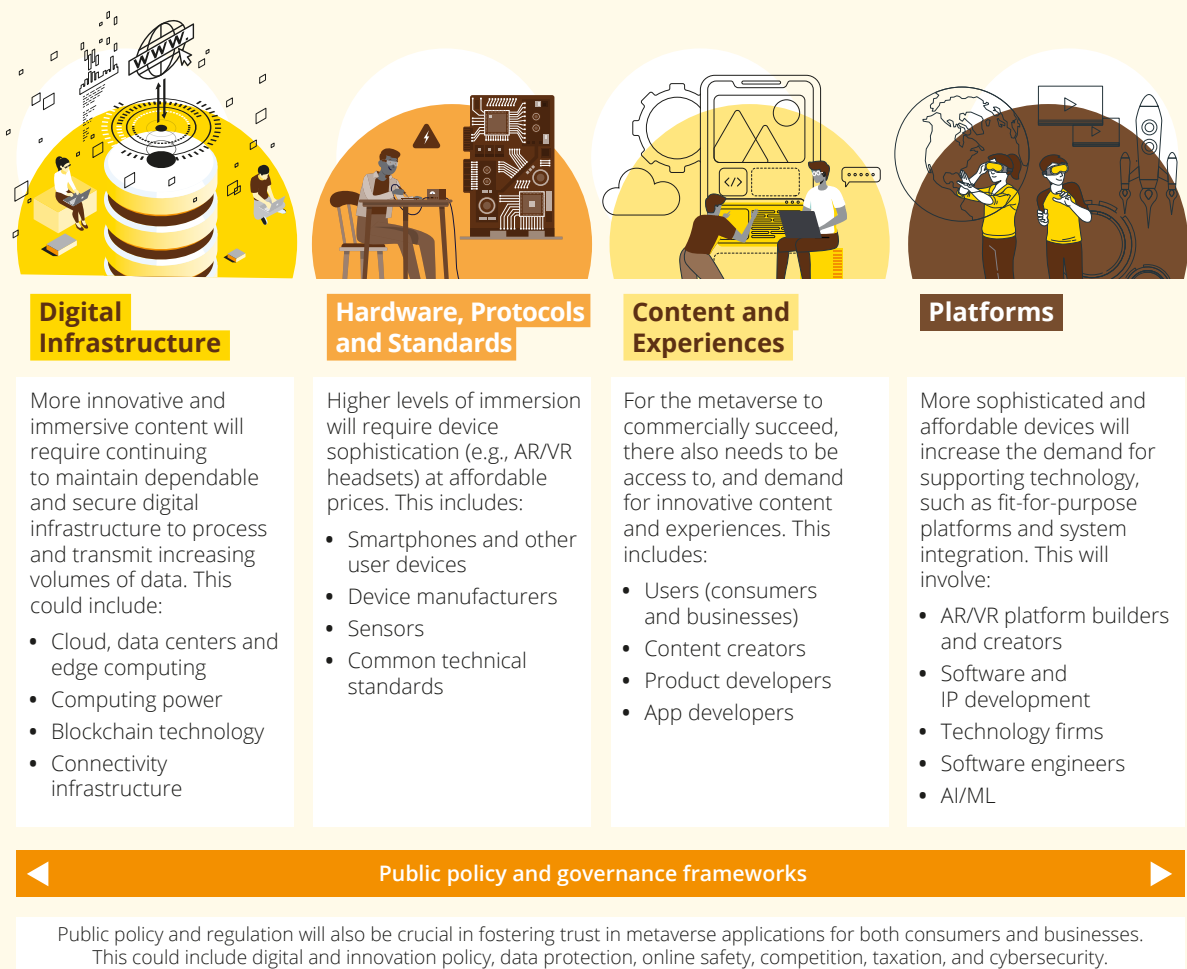 WWW.
</>
Digital
Infrastructure
More innovative and
immersive content will
require continuing
to maintain dependable
and secure digital
infrastructure to process
and transmit increasing
volumes of data. This
could include:
• Cloud, data centers and
edge computing
• Computing power
• Blockchain technology
• Connectivity
infrastructure
Hardware, Protocols
and Standards
Higher levels of immersion
will require device
sophistication (e.g., AR/VR
headsets) at affordable
prices. This includes:
• Smartphones and other
user devices
• Device manufacturers
• Sensors
• Common technical
standards
Content and
Experiences
For the metaverse to
commercially succeed,
there also needs to be
access to, and demand
for innovative content
and experiences. This
includes:
• Users (consumers
and businesses)
• Content creators
• Product developers
• App developers
Platforms
More sophisticated and
affordable devices will
increase the demand for
supporting technology,
such as fit-for-purpose
platforms and system
integration. This will
involve:
• AR/VR platform builders
and creators
• Software and
IP development
• Technology firms
• Software engineers
• AI/ML
Public policy and governance frameworks
Public policy and regulation will also be crucial in fostering trust in metaverse applications for both consumers and businesses.
This could include digital and innovation policy, data protection, online safety, competition, taxation, and cybersecurity.